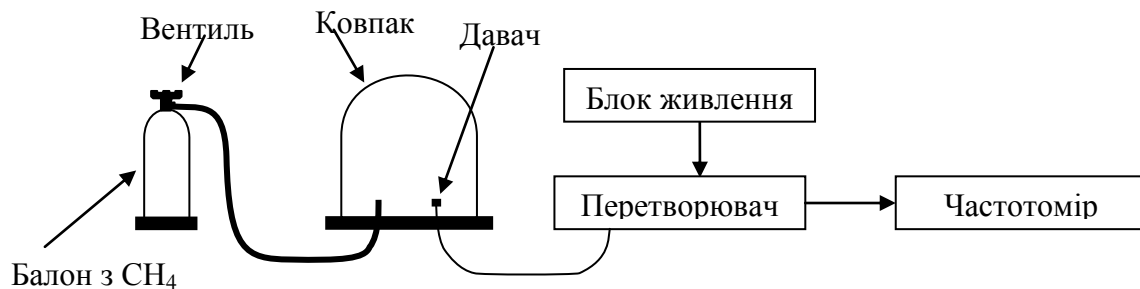 Вентиль
Ковпак
Давач
Блок живлення
Перетворювач
Частотомір
Балон з CH₄